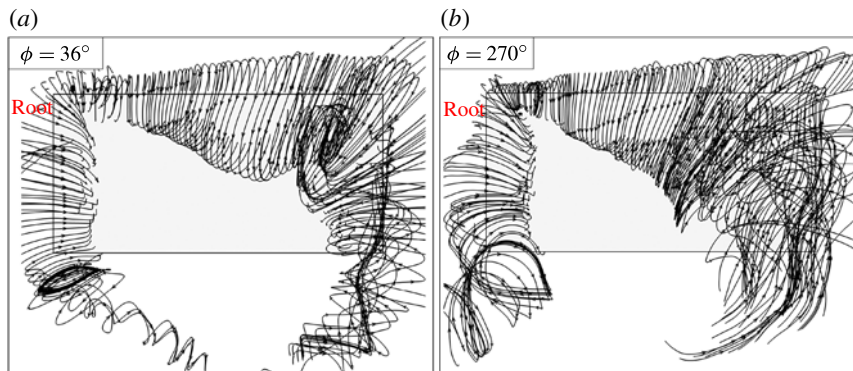 (a)
ϕ = 36°
Root
(b)
ϕ = 270°
Root